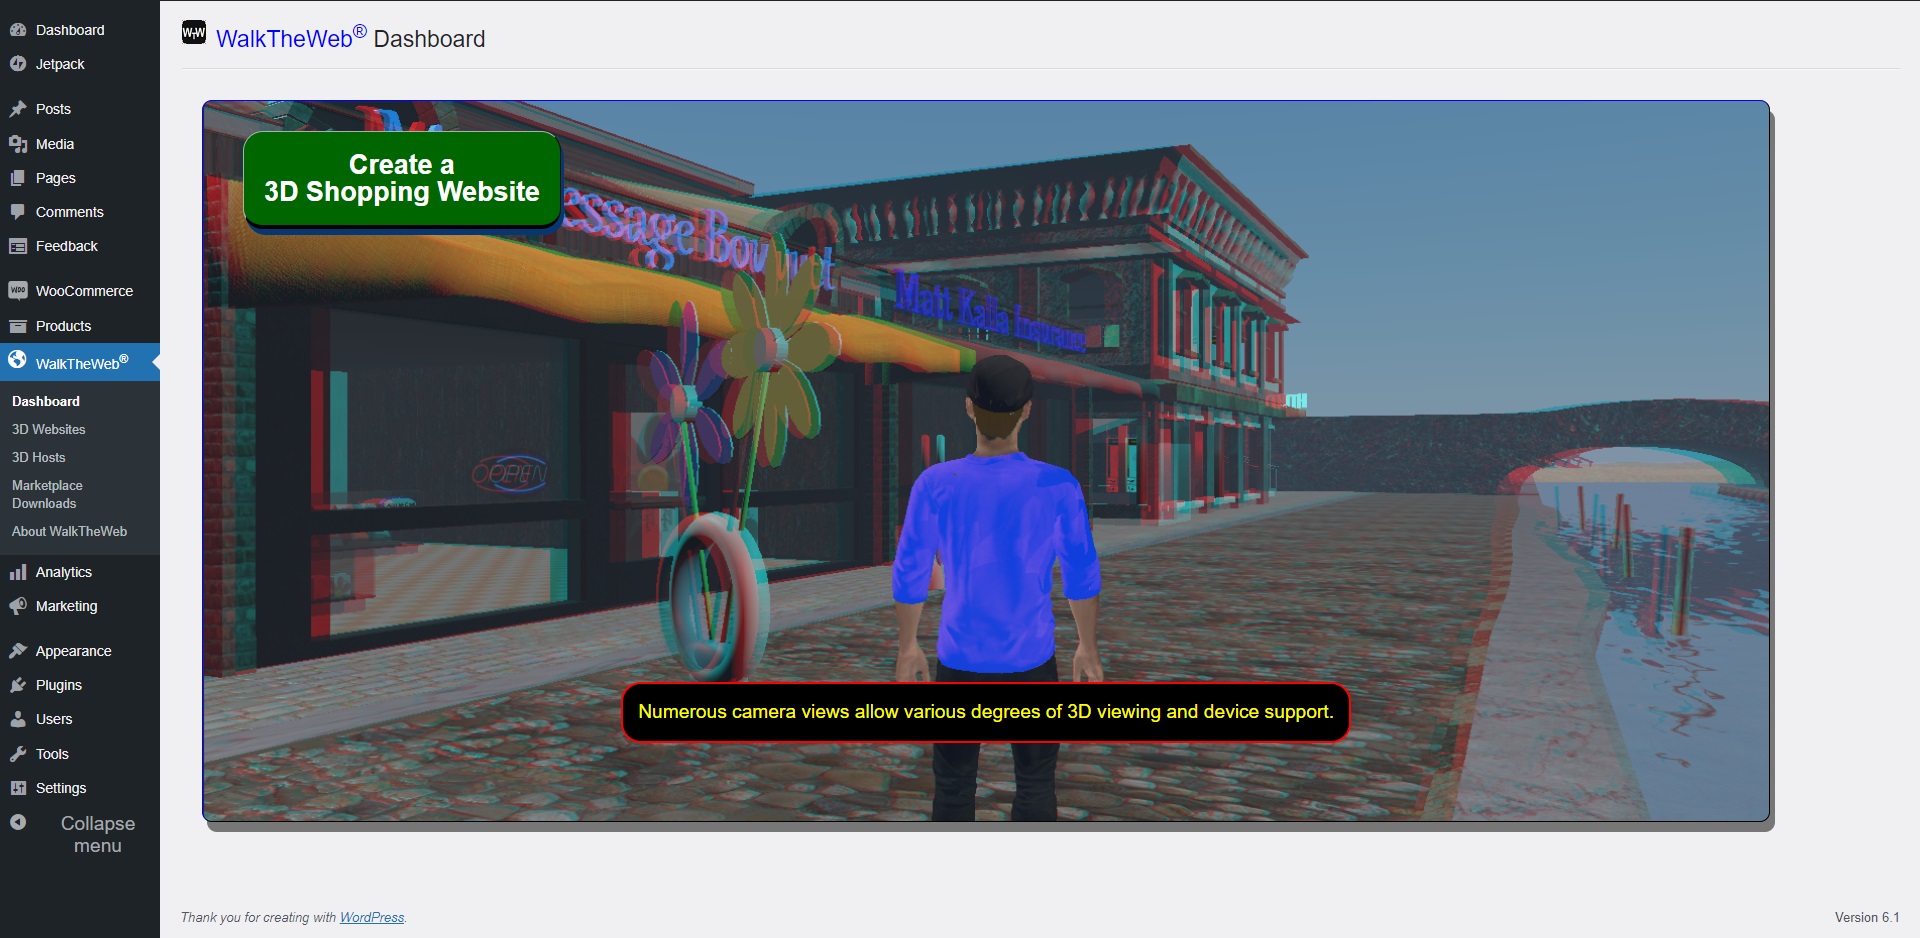 Dashboard
Jetpack
Posts
Media
Pages
Comments
Feedback
WooCommerce
Products
WalkTheWeb®
Dashboard
3D Websites
3D Hosts
Marketplace
Downloads
About WalkTheWeb
Analytics
Marketing
Appearance
Plugins
Users
Tools
Settings
Collapse
menu
WTW
WalkTheWeb® Dashboard
Create a
3D Shopping Website
Matt Kalla Insurance
OPEN
Numerous camera views allow various degrees of 3D viewing and device support.
Thank you for creating with WordPress.
Version 6.1